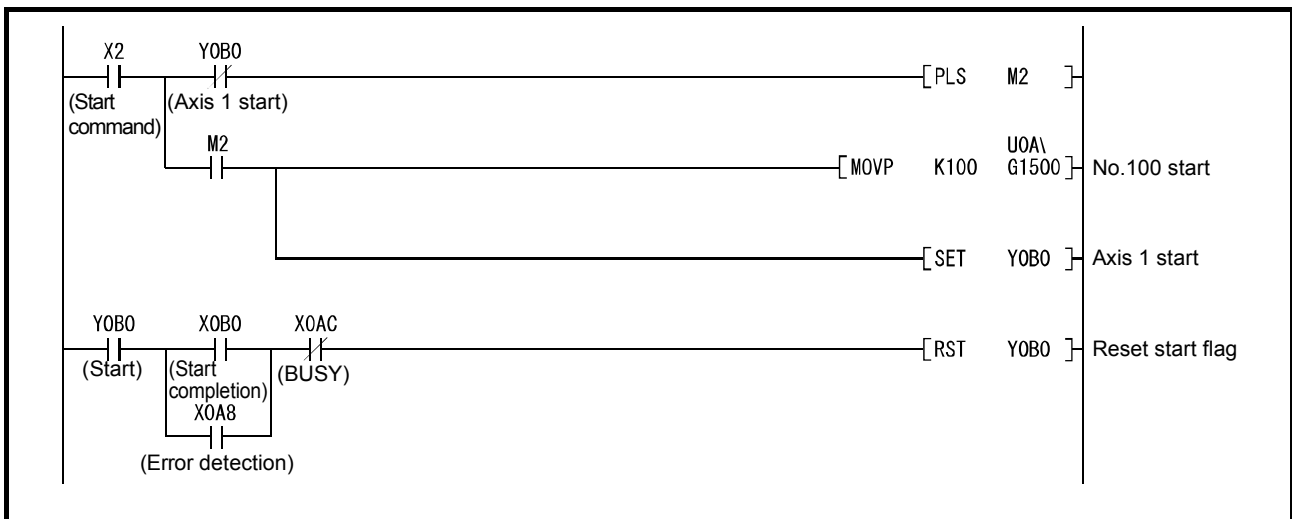 X2 Y0B0
[PLS M2 ]
(Start command) (Axis 1 start)
M2
[MOVP K100 U0A\G1500 ] No.100 start
[SET Y0B0 ] Axis 1 start
Y0B0 X0B0 X0AC
[RST Y0B0 ] Reset start flag
(Start) (Start completion) (BUSY)
X0A8
(Error detection)